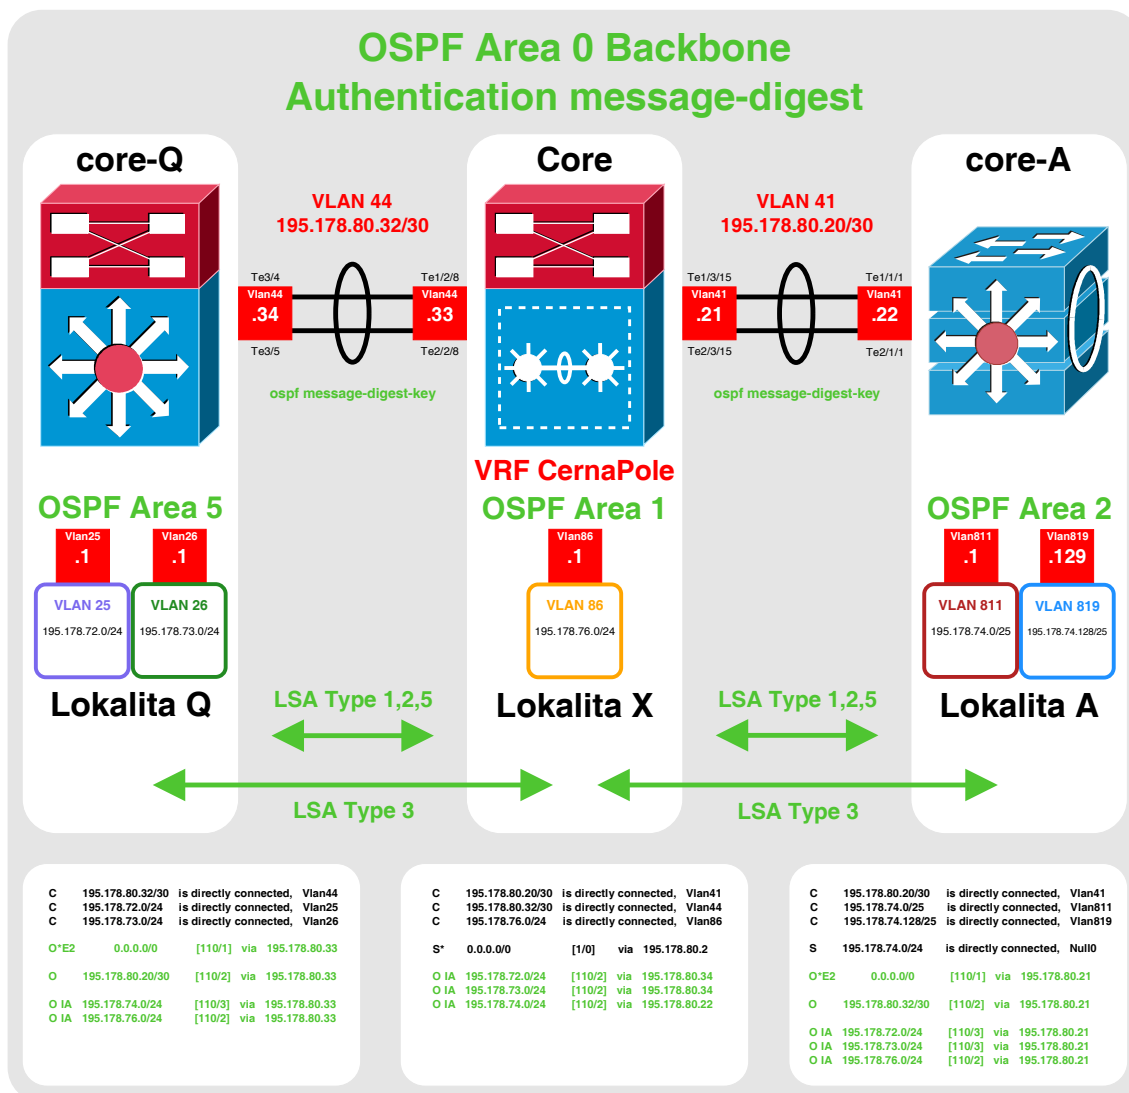 OSPF Area 0 Backbone
Authentication message-digest
core-Q
Core
core-A
VLAN 44
195.178.80.32/30
VLAN 41
195.178.80.20/30
Te3/4
Te1/2/8
Te1/3/15
Te1/1/1
Vlan44
.34
Vlan44
.33
Vlan41
.21
Vlan41
.22
Te3/5
Te2/2/8
Te2/3/15
Te2/1/1
ospf message-digest-key
ospf message-digest-key
VRF CernaPole
OSPF Area 5
OSPF Area 1
OSPF Area 2
Vlan25
.1
Vlan26
.1
Vlan86
.1
Vlan811
.1
Vlan819
.129
VLAN 25
195.178.72.0/24
VLAN 26
195.178.73.0/24
VLAN 86
195.178.76.0/24
VLAN 811
195.178.74.0/25
VLAN 819
195.178.74.128/25
Lokalita Q
Lokalita X
Lokalita A
LSA Type 1,2,5
LSA Type 1,2,5
LSA Type 3
LSA Type 3
C 195.178.80.32/30 is directly connected, Vlan44
C 195.178.72.0/24 is directly connected, Vlan25
C 195.178.73.0/24 is directly connected, Vlan26
O*E2 0.0.0.0/0 [110/1] via 195.178.80.33
O 195.178.80.20/30 [110/2] via 195.178.80.33
O IA 195.178.74.0/24 [110/3] via 195.178.80.33
O IA 195.178.76.0/24 [110/2] via 195.178.80.33
C 195.178.80.20/30 is directly connected, Vlan41
C 195.178.80.32/30 is directly connected, Vlan44
C 195.178.76.0/24 is directly connected, Vlan86
S* 0.0.0.0/0 [1/0] via 195.178.80.2
O IA 195.178.72.0/24 [110/2] via 195.178.80.34
O IA 195.178.73.0/24 [110/2] via 195.178.80.34
O IA 195.178.74.0/24 [110/2] via 195.178.80.22
C 195.178.80.20/30 is directly connected, Vlan41
C 195.178.74.0/25 is directly connected, Vlan811
C 195.178.74.128/25 is directly connected, Vlan819
S 195.178.74.0/24 is directly connected, Null0
O*E2 0.0.0.0/0 [110/1] via 195.178.80.21
O 195.178.80.32/30 [110/2] via 195.178.80.21
O IA 195.178.72.0/24 [110/3] via 195.178.80.21
O IA 195.178.73.0/24 [110/3] via 195.178.80.21
O IA 195.178.76.0/24 [110/2] via 195.178.80.21